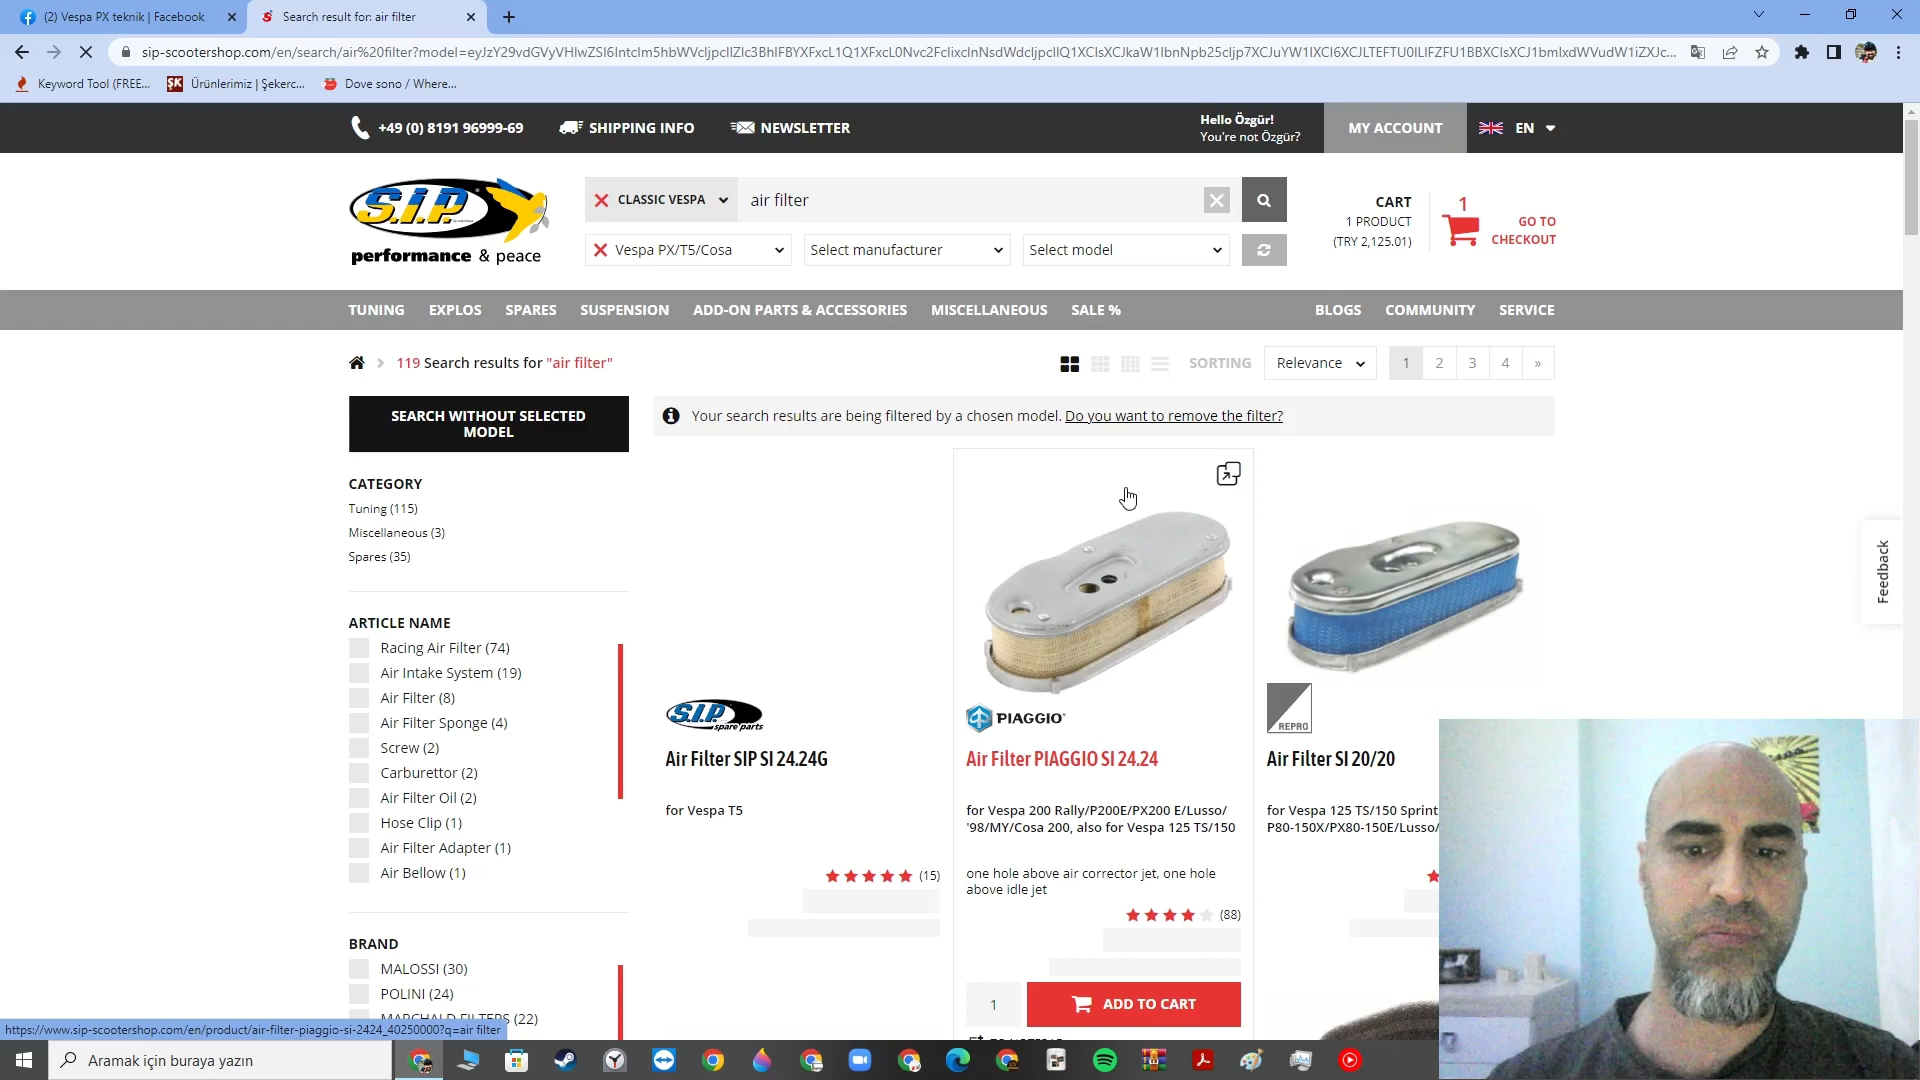 (2) Vespa PX teknik | Facebook
Search result for: air filter
sip-scootershop.com/en/search/air%20filter?model=
Keyword Tool (FREE...
ŞK Ürünlerimiz | Şekerc...
Dove sono / Where...
+49 (0) 8191 96999-69
SHIPPING INFO
NEWSLETTER
Hello Özgür!
You're not Özgür?
MY ACCOUNT
EN
S.I.P
performance & peace
CLASSIC VESPA
air filter
Vespa PX/T5/Cosa
Select manufacturer
Select model
CART
1 PRODUCT
(TRY 2,125.01)
1
GO TO
CHECKOUT
TUNING EXPLOS SPARES SUSPENSION ADD-ON PARTS & ACCESSORIES MISCELLANEOUS SALE % BLOGS COMMUNITY SERVICE
119 Search results for "air filter"
SORTING Relevance 1 2 3 4 »
SEARCH WITHOUT SELECTED
MODEL
Your search results are being filtered by a chosen model. Do you want to remove the filter?
CATEGORY
Tuning (115)
Miscellaneous (3)
Spares (35)
ARTICLE NAME
Racing Air Filter (74)
Air Intake System (19)
Air Filter (8)
Air Filter Sponge (4)
Screw (2)
Carburettor (2)
Air Filter Oil (2)
Hose Clip (1)
Air Filter Adapter (1)
Air Bellow (1)
BRAND
MALOSSI (30)
POLINI (24)
MARCHALD FILTERS (22)
S.I.P. spare parts
Air Filter SIP SI 24.24G
for Vespa T5
(15)
PIAGGIO
Air Filter PIAGGIO SI 24.24
for Vespa 200 Rally/P200E/PX200 E/Lusso/
'98/MY/Cosa 200, also for Vespa 125 TS/150
one hole above air corrector jet, one hole
above idle jet
(88)
1
ADD TO CART
REPRO
Air Filter SI 20/20
for Vespa 125 TS/150 Sprint
P80-150X/PX80-150E/Lusso/
Feedback
https://www.sip-scootershop.com/en/product/air-filter-piaggio-si-2424_40250000?q=air filter
Aramak için buraya yazın